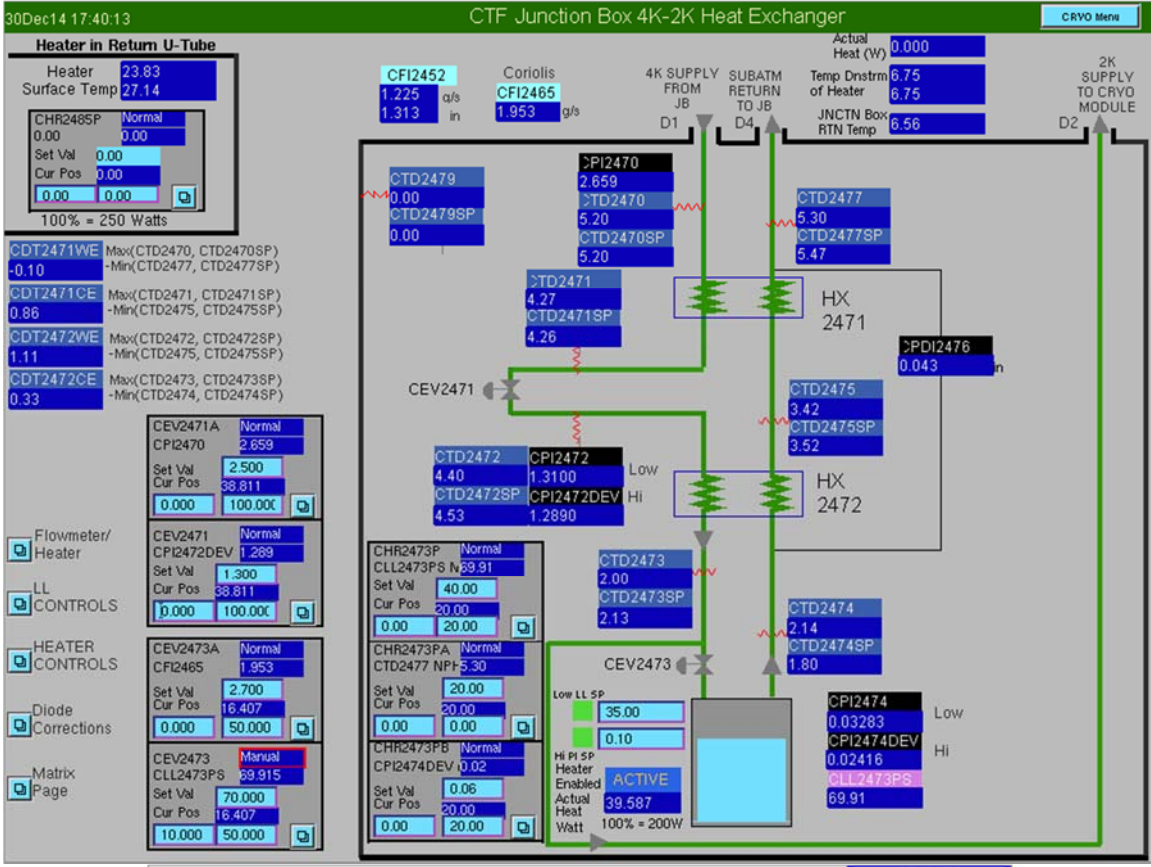 30Dec14 17:40:13
CTF Junction Box 4K-2K Heat Exchanger
CRYO Menu
Heater in Return U-Tube
Heater
Surface Temp
23.83
27.14
CHR2485P Normal
0.00 0.00
Set Val 0.00
Cur Pos 0.00
0.00 0.00
100% = 250 Watts
CFI2452
1.225 g/s
1.313 in
Coriolis
CFI2465
1.953 g/s
4K SUPPLY
FROM
JB
D1
SUBATM
RETURN
TO JB
D4
Actual
Heat (W) 0.000
Temp Dnstrm 6.75
of Heater 6.75
JNCTN Box
RTN Temp 6.56
2K
SUPPLY
TO CRYO
MODULE
D2
CTD2479
0.00
CTD2479SP
0.00
CPI2470
2.659
CTD2470
5.20
CTD2470SP
5.20
CTD2477
5.30
CTD2477SP
5.47
CDT2471WE Max(CTD2470, CTD2470SP)
-0.10 -Min(CTD2477, CTD2477SP)
CDT2471CE Max(CTD2471, CTD2471SP)
0.86 -Min(CTD2475, CTD2475SP)
CDT2472WE Max(CTD2472, CTD2472SP)
1.11 -Min(CTD2475, CTD2475SP)
CDT2472CE Max(CTD2473, CTD2473SP)
0.33 -Min(CTD2474, CTD2474SP)
CTD2471
4.27
CTD2471SP
4.26
HX
2471
CPDI2476
0.043 in
CEV2471
CTD2475
3.42
CTD2475SP
3.52
CTD2472
4.40
CTD2472SP
4.53
CPI2472
1.3100 Low
CPI2472DEV Hi
1.2890
HX
2472
CEV2471A Normal
CPI2470 2.659
Set Val 2.500
Cur Pos 38.811
0.000 100.00(
CEV2471 Normal
CPI2472DEV 1.289
Set Val 1.300
Cur Pos 38.811
0.000 100.00(
CEV2473A Normal
CFI2465 1.953
Set Val 2.700
Cur Pos 16.407
0.000 50.000
CEV2473 Manual
CLL2473PS 69.915
Set Val 70.000
Cur Pos 16.407
10.000 50.000
Flowmeter/
Heater
LL
CONTROLS
HEATER
CONTROLS
Diode
Corrections
Matrix
Page
CHR2473P Normal
CLL2473PS N 69.91
Set Val 40.00
Cur Pos 20.00
0.00 20.00
CHR2473PA Normal
CTD2477 NPH 5.30
Set Val 20.00
Cur Pos 20.00
0.00 0.00
CHR2473PB Normal
CPI2474DEV 0.02
Set Val 0.06
Cur Pos 20.00
0.00 20.00
CTD2473
2.00
CTD2473SP
2.13
CTD2474
2.14
CTD2474SP
1.80
CEV2473
Low LL SP
35.00
0.10
Hi PI SP
Heater
Enabled ACTIVE
Actual
Heat 39.587
Watt 100% = 200W
CPI2474
0.03283 Low
CPI2474DEV
0.02416 Hi
CLL2473PS
69.91